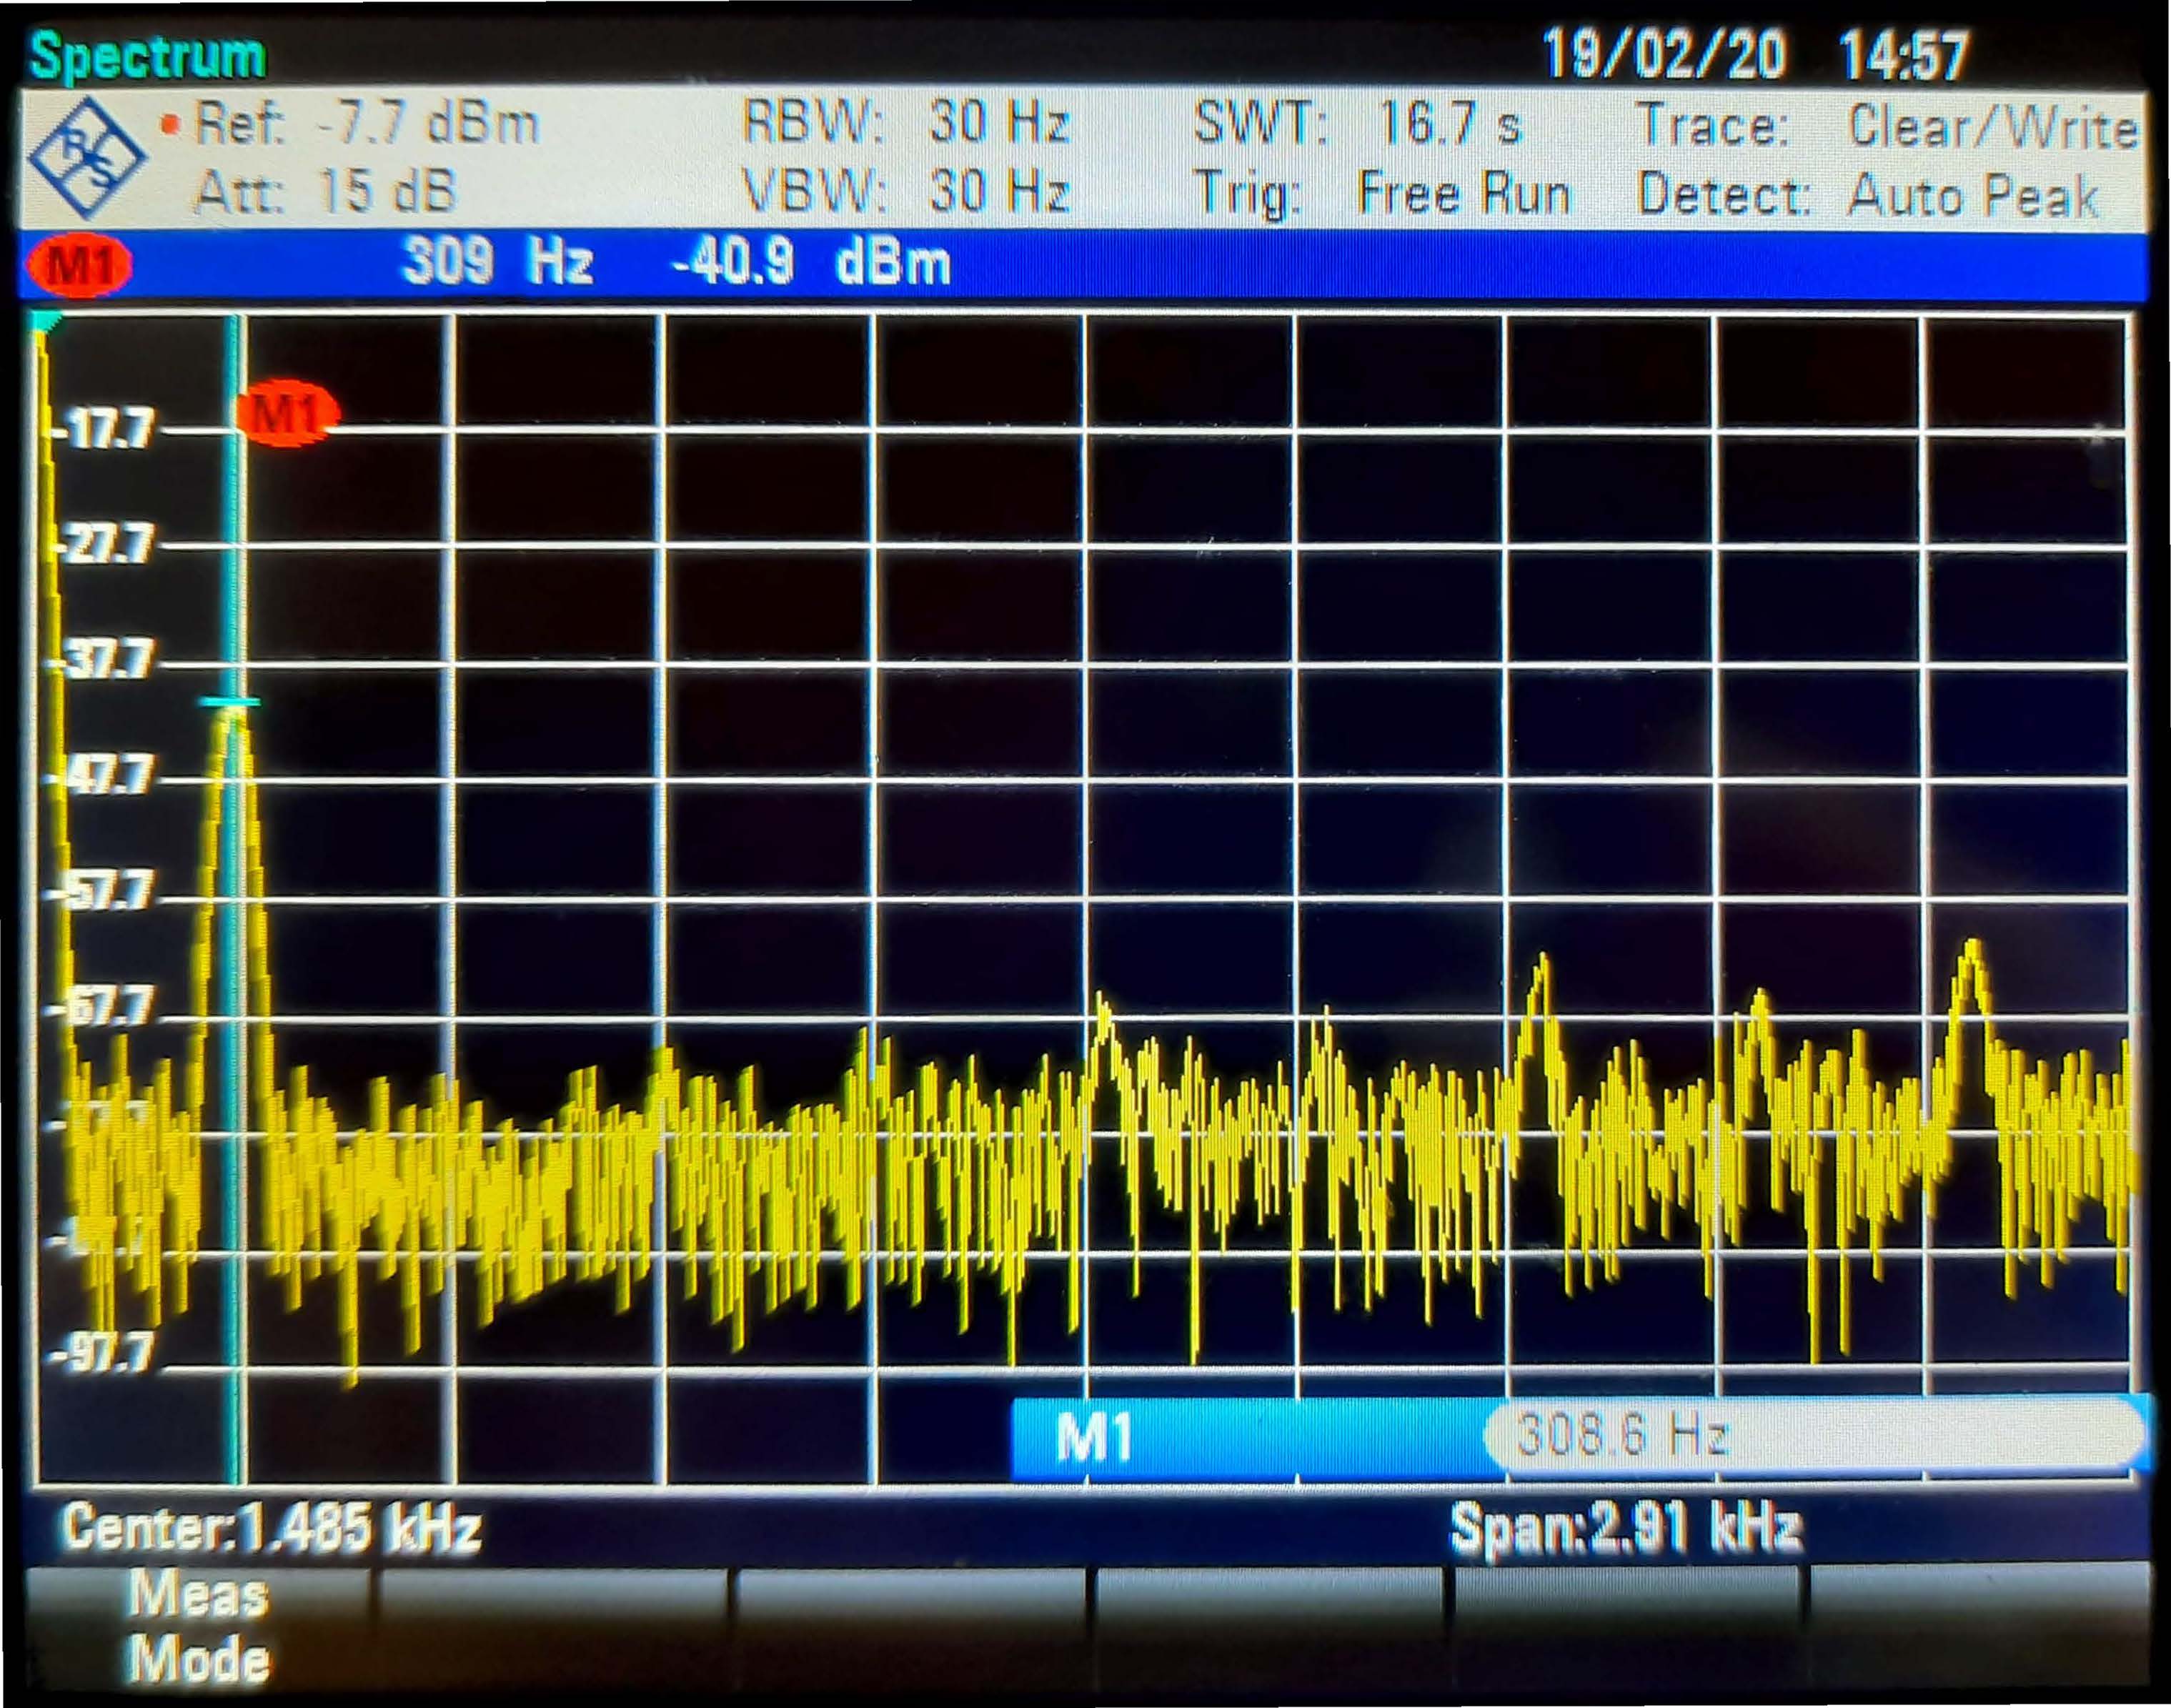 Spectrum 19/02/20 14:57
Ref: -7.7 dBm RBW: 30 Hz SWT: 16.7 s Trace: Clear/Write
R S Att: 15 dB VBW: 30 Hz Trig: Free Run Detect: Auto Peak
M1 309 Hz -40.9 dBm
M1
-17.7
-27.7
-37.7
-47.7
-57.7
-67.7
-97.7
M1 308.6 Hz
Center:1.485 kHz Span:2.91 kHz
Meas
Mode